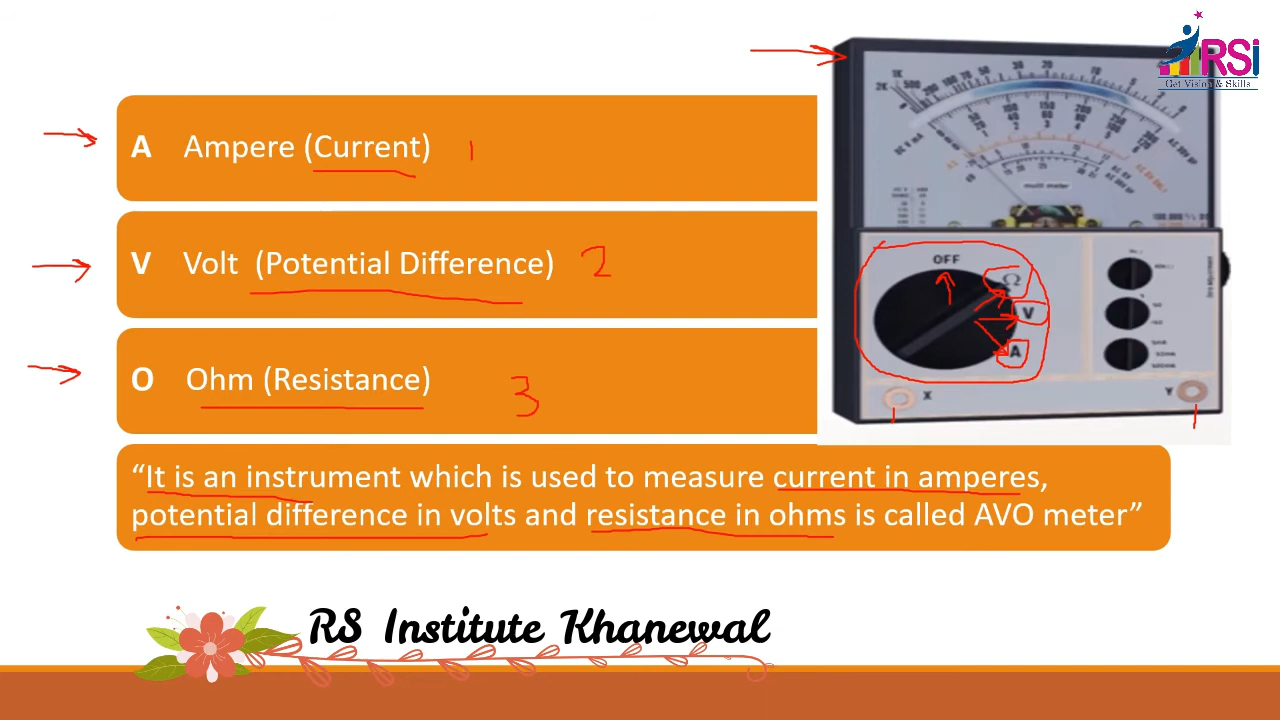 RSi
Get Vision & Skills
A Ampere (Current) 1
V Volt (Potential Difference) 2
O Ohm (Resistance) 3
“It is an instrument which is used to measure current in amperes,
potential difference in volts and resistance in ohms is called AVO meter”
multi meter
OFF
Ω
V
A
X
Y
RS Institute Khanewal